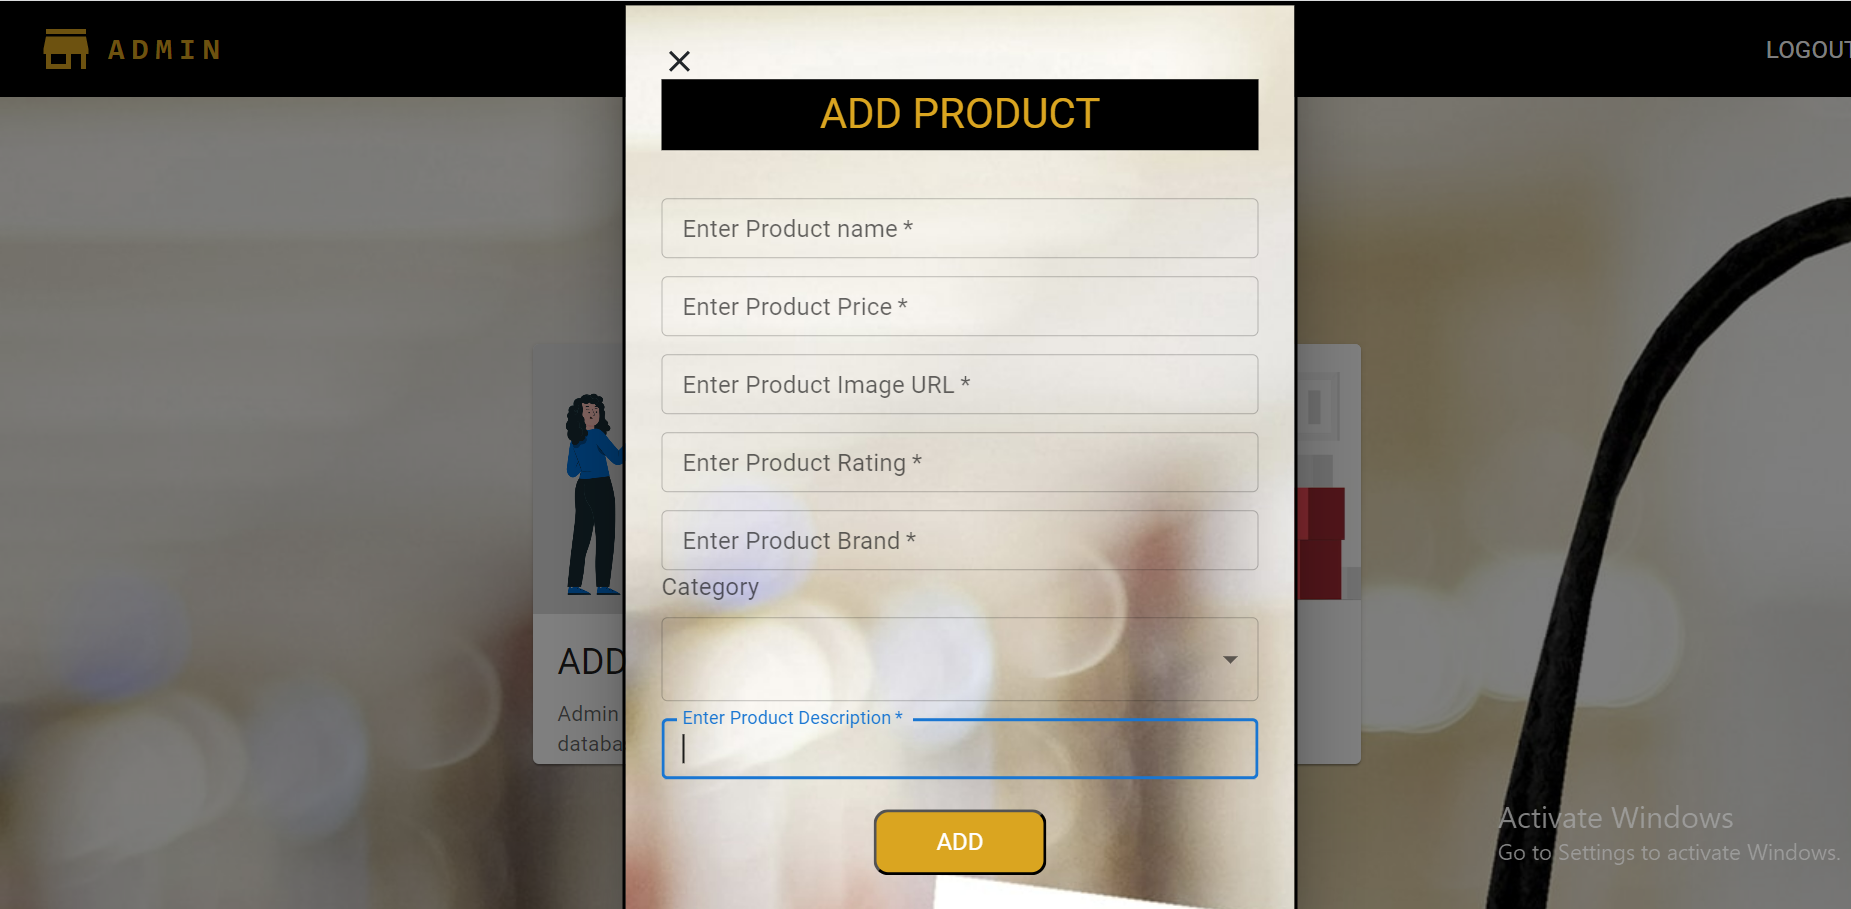 ADMIN
LOGOUT
ADD PRODUCT
Enter Product name *
Enter Product Price *
Enter Product Image URL *
Enter Product Rating *
Enter Product Brand *
Category
ADD
Admin
databa
Enter Product Description *
ADD
Activate Windows
Go to Settings to activate Windows.